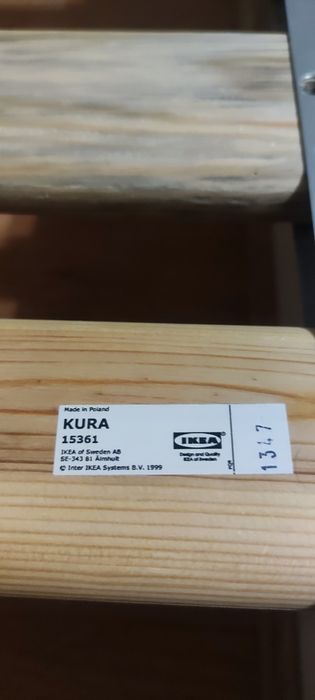 Made in Poland
KURA
15361
IKEA of Sweden AB
SE-343 81 Älmhult
© Inter IKEA Systems B.V. 1999
IKEA®
Design and Quality
IKEA of Sweden
1347